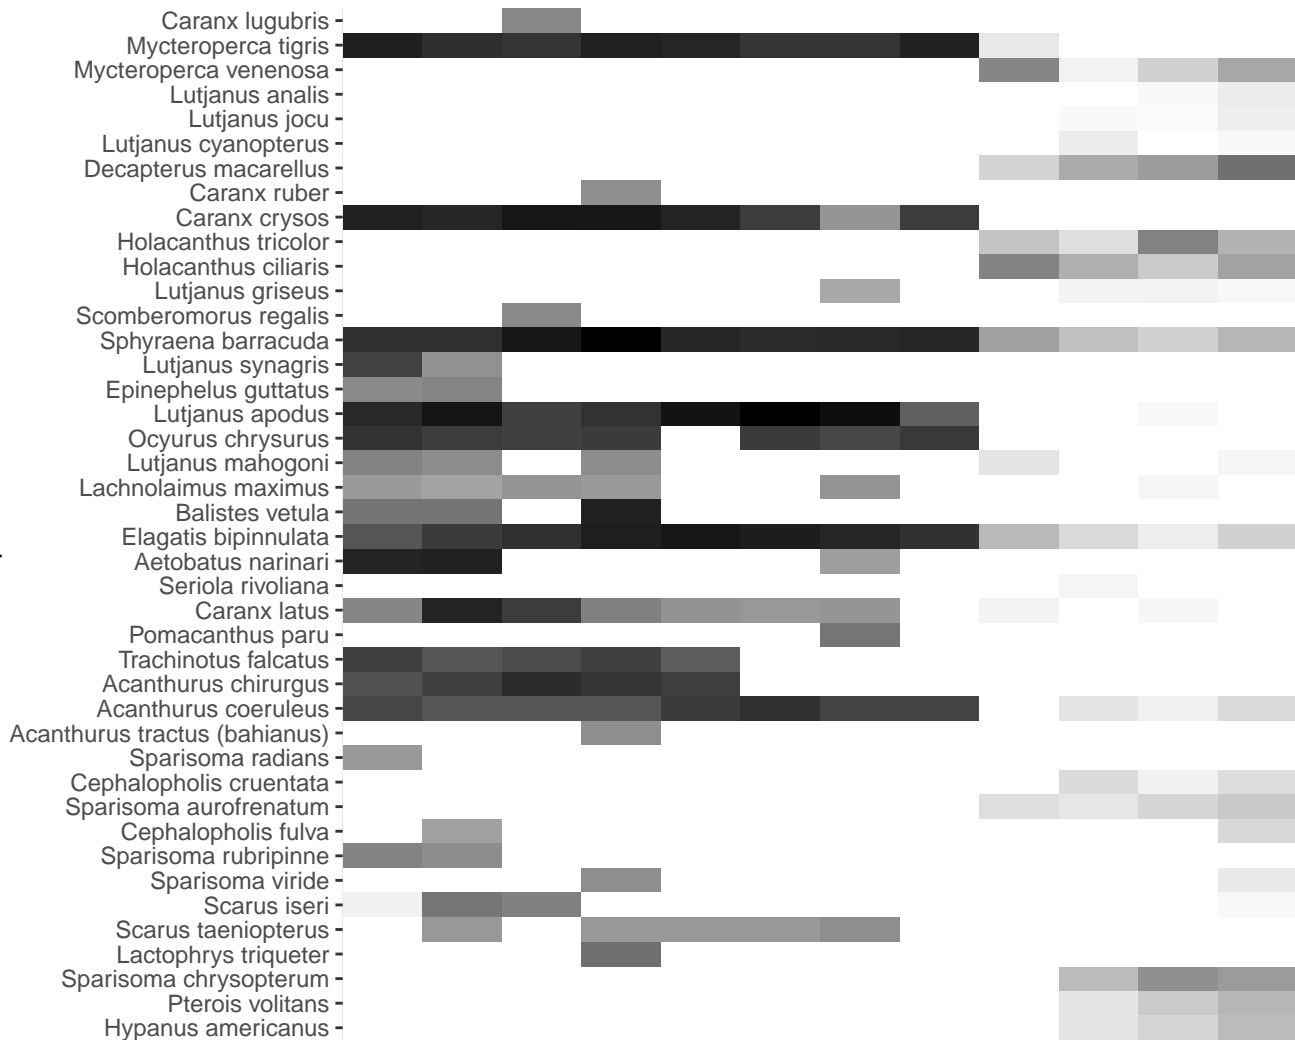 Caranx lugubris
Mycteroperca tigris
Mycteroperca venenosa
Lutjanus analis
Lutjanus jocu
Lutjanus cyanopterus
Decapterus macarellus
Caranx ruber
Caranx crysos
Holacanthus tricolor
Holacanthus ciliaris
Lutjanus griseus
Scomberomorus regalis
Sphyraena barracuda
Lutjanus synagris
Epinephelus guttatus
Lutjanus apodus
Ocyurus chrysurus
Lutjanus mahogoni
Lachnolaimus maximus
Balistes vetula
Elagatis bipinnulata
Aetobatus narinari
Seriola rivoliana
Caranx latus
Pomacanthus paru
Trachinotus falcatus
Acanthurus chirurgus
Acanthurus coeruleus
Acanthurus tractus (bahianus)
Sparisoma radians
Cephalopholis cruentata
Sparisoma aurofrenatum
Cephalopholis fulva
Sparisoma rubripinne
Sparisoma viride
Scarus iseri
Scarus taeniopterus
Lactophrys triqueter
Sparisoma chrysopterum
Pterois volitans
Hypanus americanus